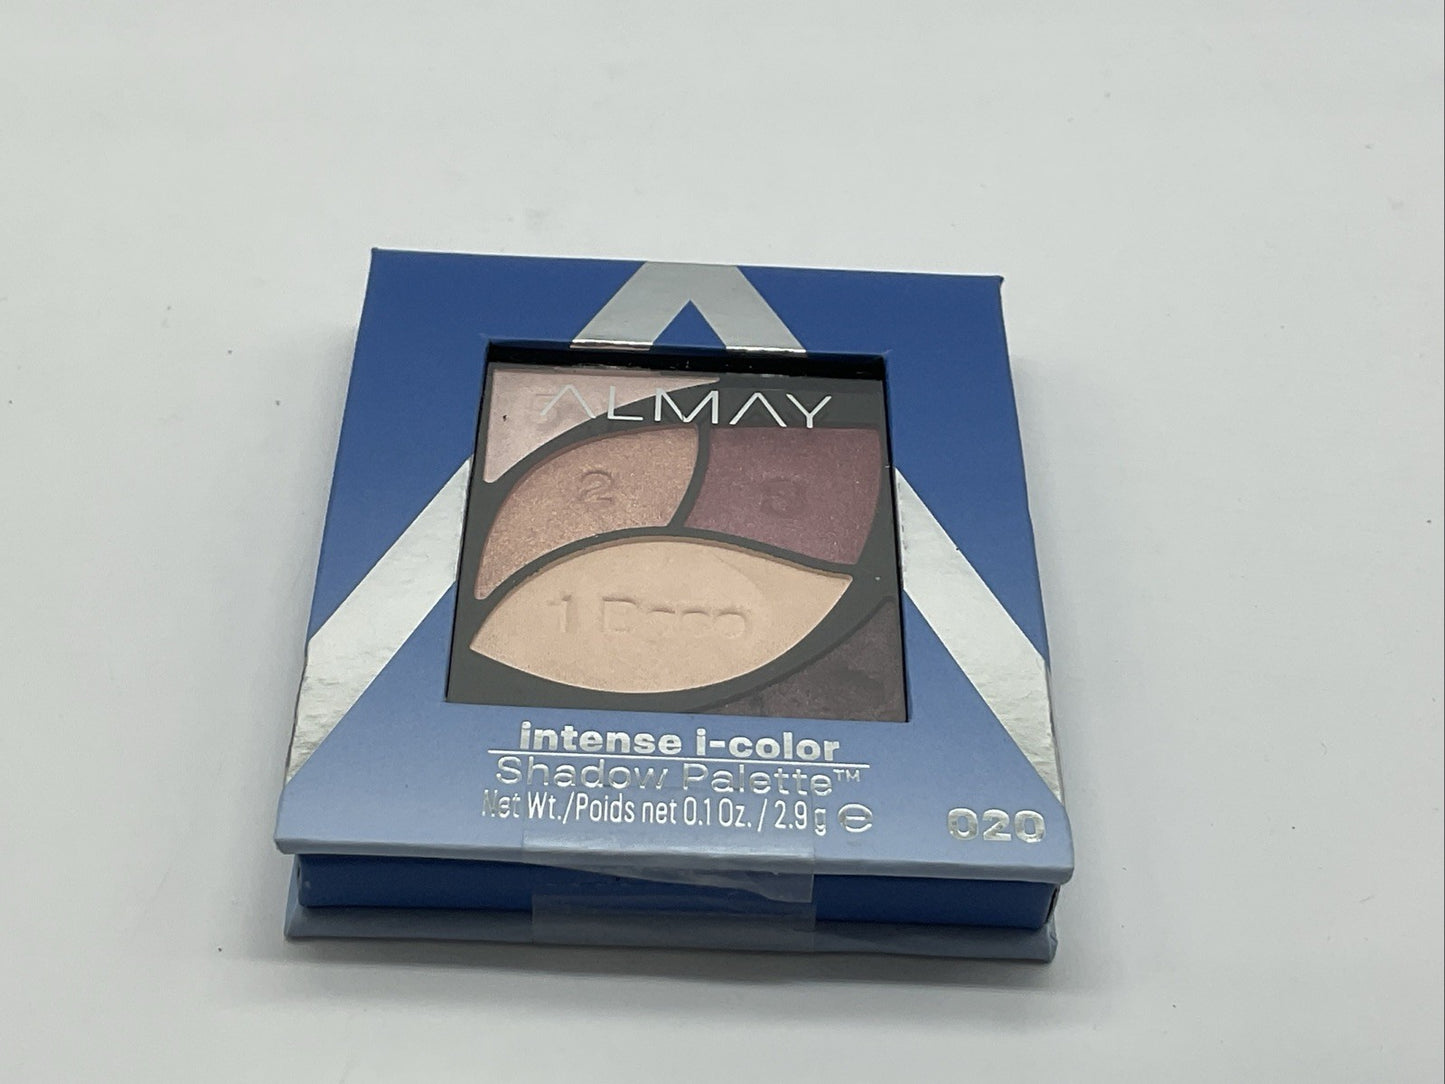 ALMAY
2
3
1 Base
intense i-color
Shadow Palette™
Net Wt./Poids net 0.1 Oz. / 2.9 g ℮
020